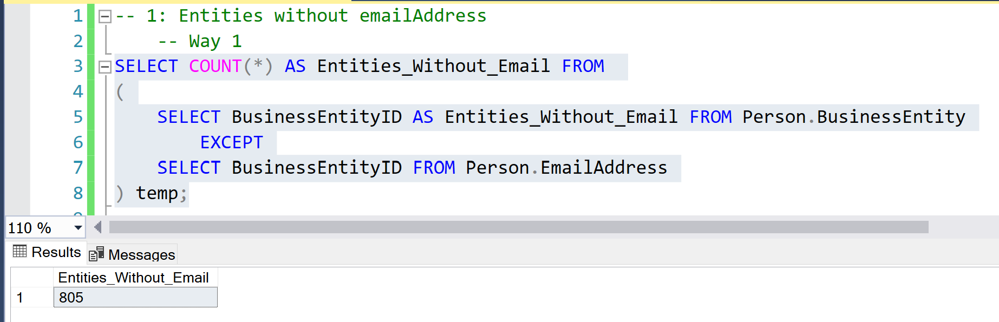 1 -- 1: Entities without emailAddress
2 -- Way 1
3 SELECT COUNT(*) AS Entities_Without_Email FROM
4 (
5 SELECT BusinessEntityID AS Entities_Without_Email FROM Person.BusinessEntity
6 EXCEPT
7 SELECT BusinessEntityID FROM Person.EmailAddress
8 ) temp;
110 %
Results Messages
Entities_Without_Email
1 805